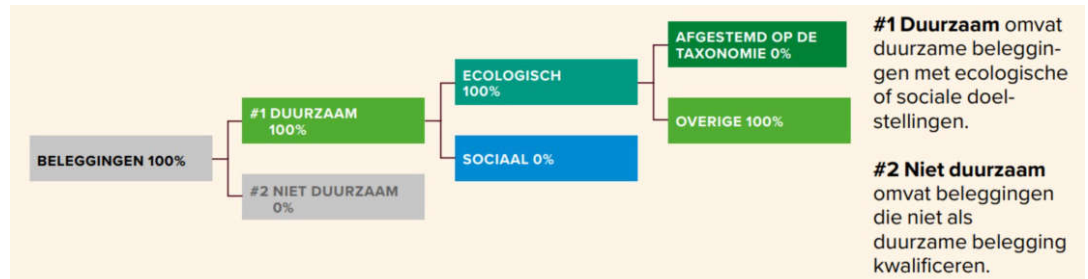 BELEGGINGEN 100%
#1 DUURZAAM
100%
#2 NIET DUURZAAM
0%
ECOLOGISCH
100%
SOCIAAL 0%
AFGESTEMD OP DE
TAXONOMIE 0%
OVERIGE 100%
#1 Duurzaam omvat
duurzame beleggin-
gen met ecologische
of sociale doel-
stellingen.
#2 Niet duurzaam
omvat beleggingen
die niet als
duurzame belegging
kwalificeren.